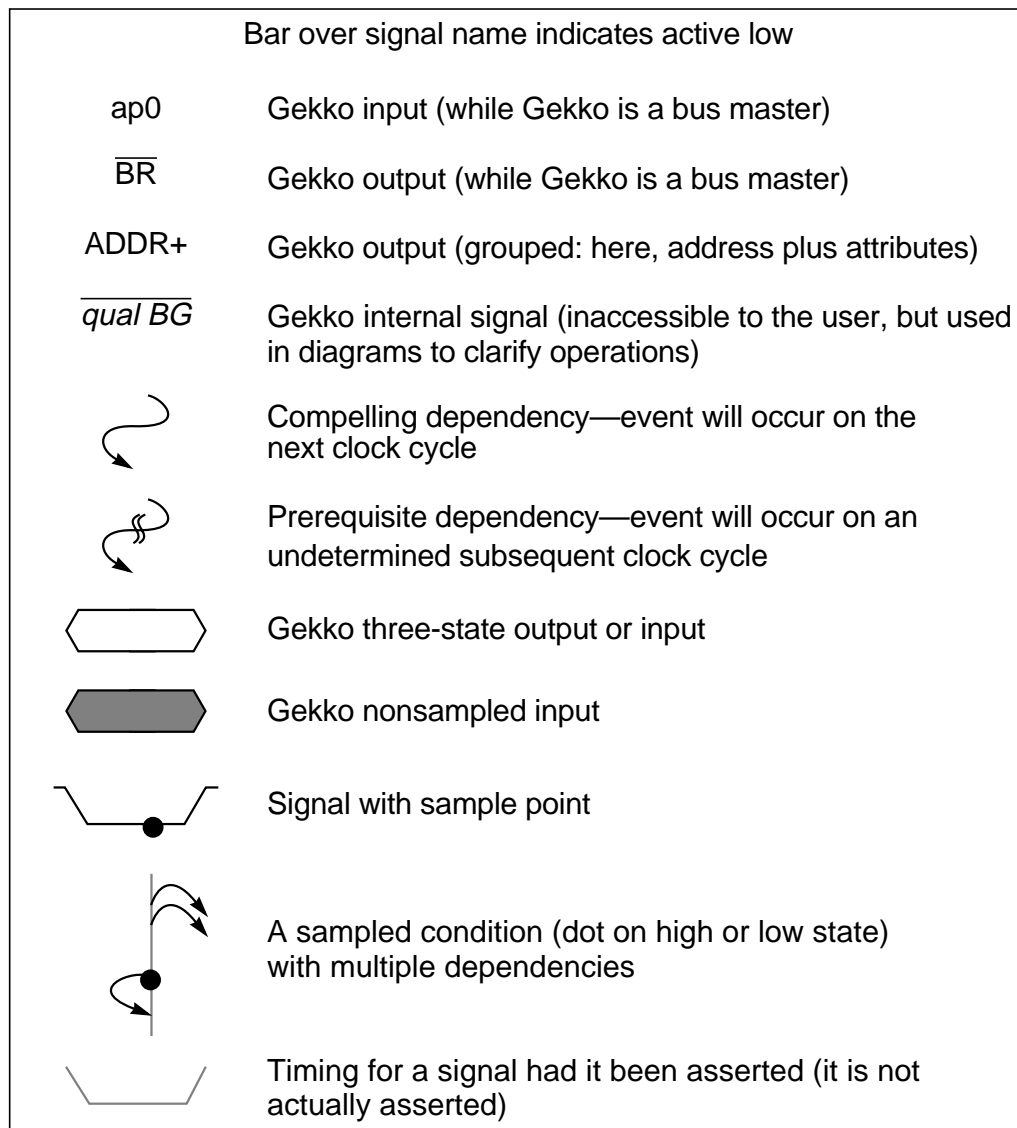 Bar over signal name indicates active low
ap0 Gekko input (while Gekko is a bus master)
B̅R̅ Gekko output (while Gekko is a bus master)
ADDR+ Gekko output (grouped: here, address plus attributes)
q̅u̅a̅l̅ ̅B̅G̅ Gekko internal signal (inaccessible to the user, but used
in diagrams to clarify operations)
Compelling dependency—event will occur on the
next clock cycle
Prerequisite dependency—event will occur on an
undetermined subsequent clock cycle
Gekko three-state output or input
Gekko nonsampled input
Signal with sample point
A sampled condition (dot on high or low state)
with multiple dependencies
Timing for a signal had it been asserted (it is not
actually asserted)